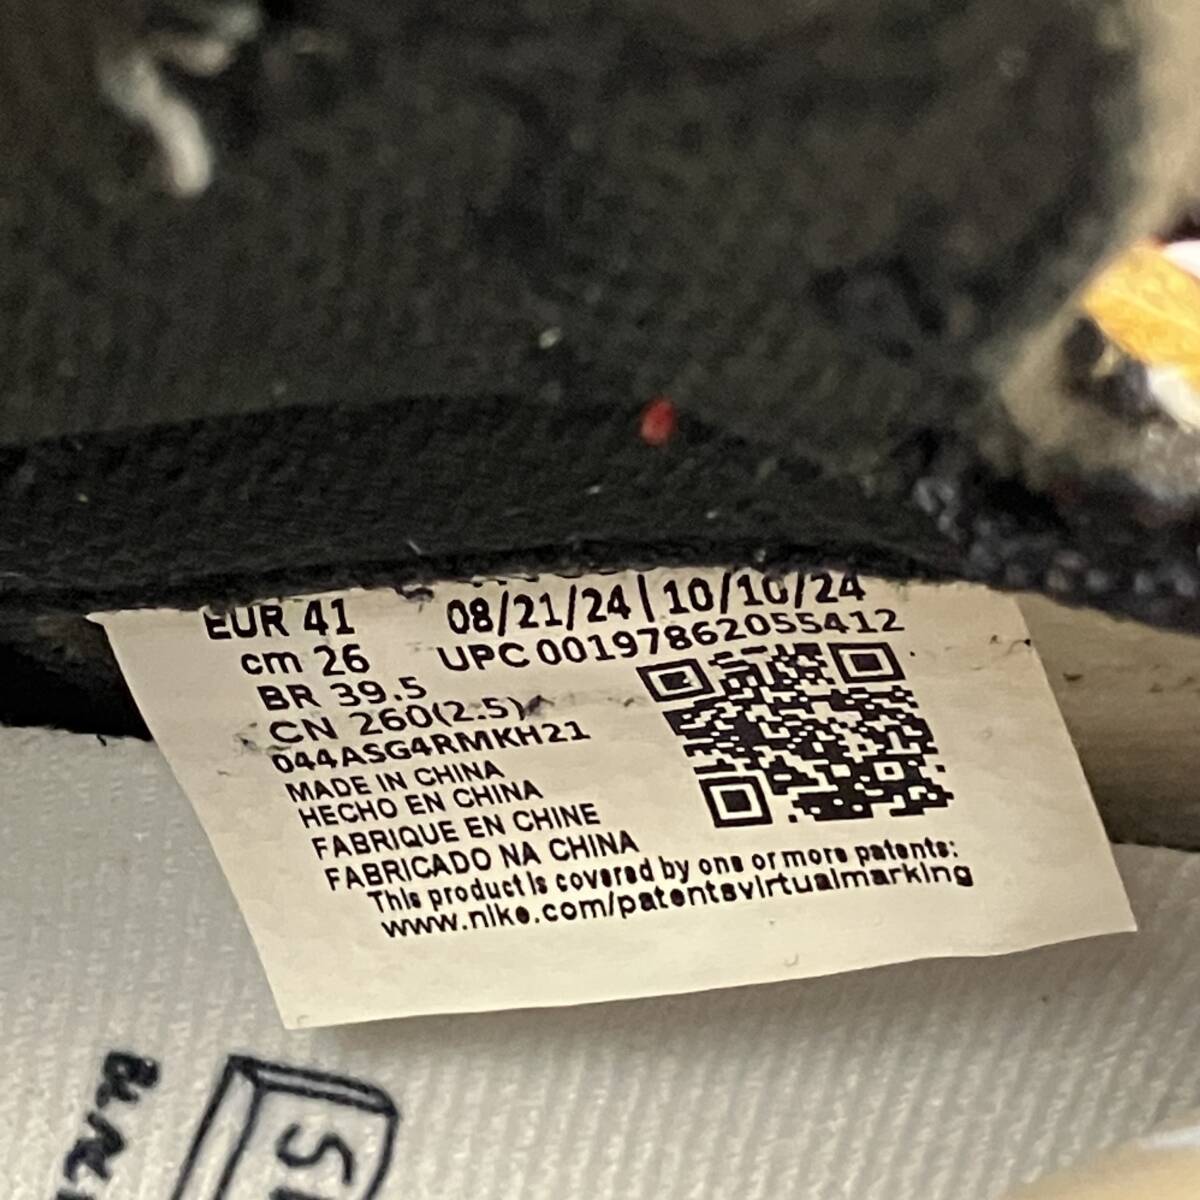 EUR 41 08/21/24 | 10/10/24
cm 26 UPC 00197862055412
BR 39.5
CN 260(2.5)
044ASG4RMKH21
MADE IN CHINA
HECHO EN CHINA
FABRIQUE EN CHINE
FABRICADO NA CHINA
This product is covered by one or more patents:
www.nike.com/patentsvirtualmarking